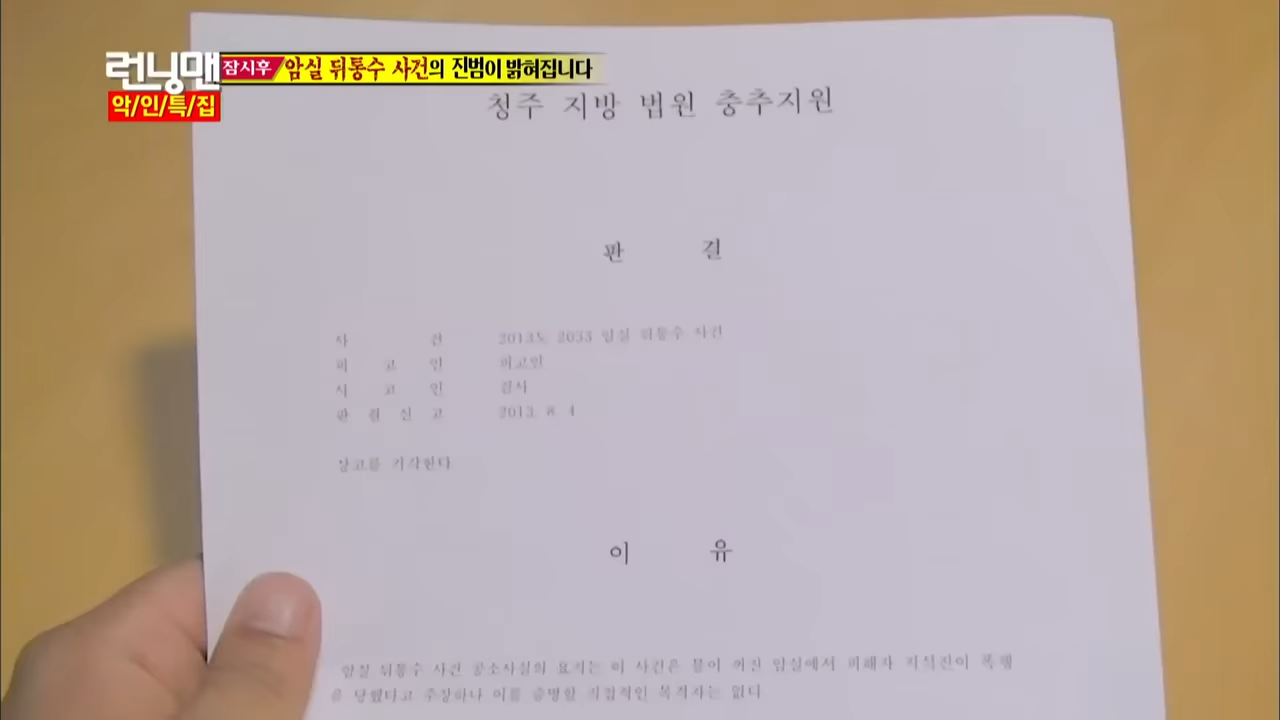 런닝맨
잠시후 암실 뒤통수 사건의 진범이 밝혀집니다
악/인/특/집
청주 지방 법원 충추지원
판 결
사 건 2013노 2033 암실 뒤통수 사건
피 고 인 피고인
판 결 선 고 2013. 8. 4
상고를 기각한다
이 유
암실 뒤통수 사건 공소사실의 요지는 이 사건은 불이 꺼진 암실에서 피해자 지석진이 폭행
을 당했다고 주장하나 이를 증명할 직접적인 목격자는 없다